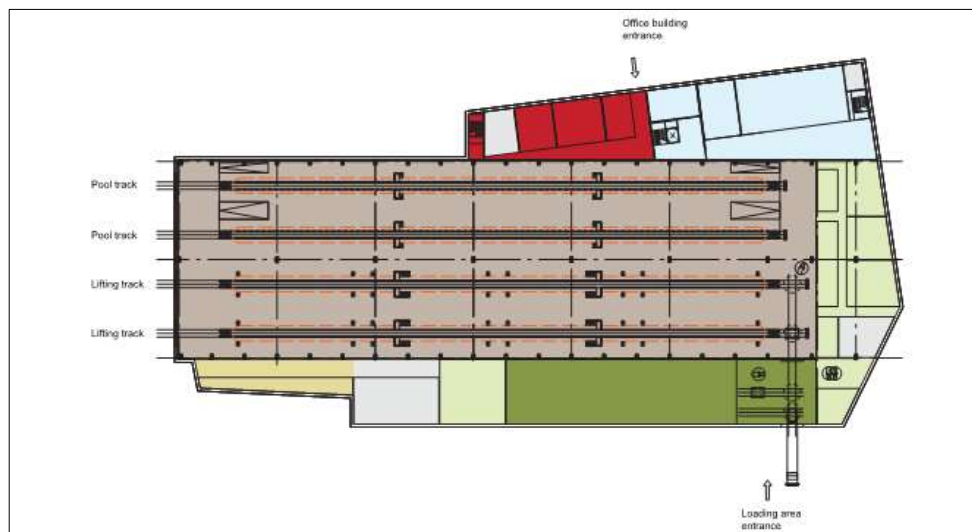 Office building
entrance
Pool track
Pool track
Lifting track
Lifting track
Loading area
entrance